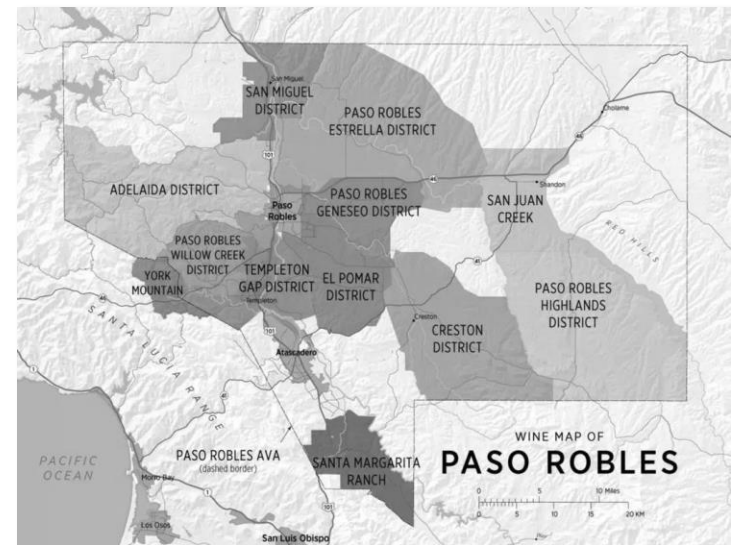 San Miguel
SAN MIGUEL
DISTRICT
PASO ROBLES
ESTRELLA DISTRICT
Cholame
46
101
46
Shandon
ADELAIDA DISTRICT
Paso
Robles
PASO ROBLES
GENESEO DISTRICT
SAN JUAN
CREEK
RED HILLS
PASO ROBLES
WILLOW CREEK
DISTRICT
YORK
MOUNTAIN
TEMPLETON
GAP DISTRICT
Templeton
EL POMAR
DISTRICT
PASO ROBLES
HIGHLANDS
DISTRICT
46
Creston
CRESTON
DISTRICT
101
Atascadero
SANTA LUCIA RANGE
1
PASO ROBLES AVA
(dashed border)
SANTA MARGARITA
RANCH
PACIFIC
OCEAN
Morro Bay
1
Los Osos
101
San Luis Obispo
WINE MAP OF
PASO ROBLES
0 5 10 Miles
0 5 10 15 20 KM